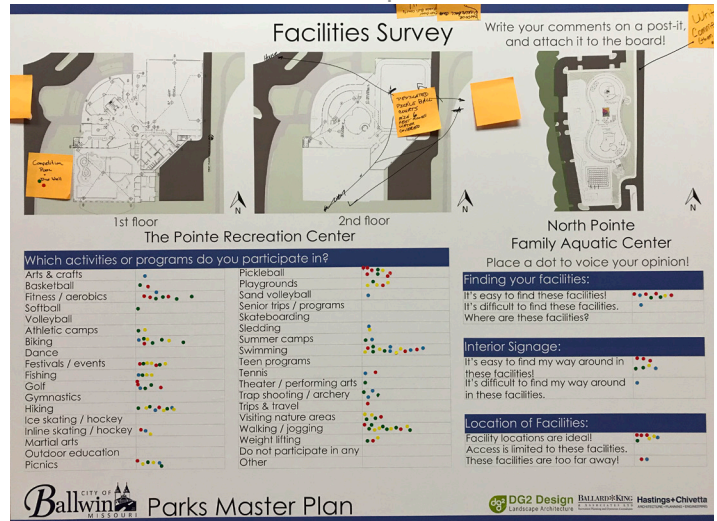 Facilities Survey
Write your comments on a post-it,
and attach it to the board!
Competition
1st floor
2nd floor
N
N
N
The Pointe Recreation Center
North Pointe
Family Aquatic Center
Place a dot to voice your opinion!
Which activities or programs do you participate in?
Arts & crafts
Basketball
Fitness / aerobics
Softball
Volleyball
Athletic camps
Biking
Dance
Festivals / events
Fishing
Golf
Gymnastics
Hiking
Ice skating / hockey
Inline skating / hockey
Martial arts
Outdoor education
Picnics
Pickleball
Playgrounds
Sand volleyball
Senior trips / programs
Skateboarding
Sledding
Summer camps
Swimming
Teen programs
Tennis
Theater / performing arts
Trap shooting / archery
Trips & travel
Visiting nature areas
Walking / jogging
Weight lifting
Do not participate in any
Other
Finding your facilities:
It's easy to find these facilities!
It's difficult to find these facilities.
Where are these facilities?
Interior Signage:
It's easy to find my way around in
these facilities!
It's difficult to find my way around
in these facilities.
Location of Facilities:
Facility locations are ideal!
Access is limited to these facilities.
These facilities are too far away!
CITY OF
Ballwin
MISSOURI
Parks Master Plan
dg2
DG2 Design
Landscape Architecture
BALLARD*KING
Hastings+Chivetta
ARCHITECTURE + PLANNING + ENGINEERING